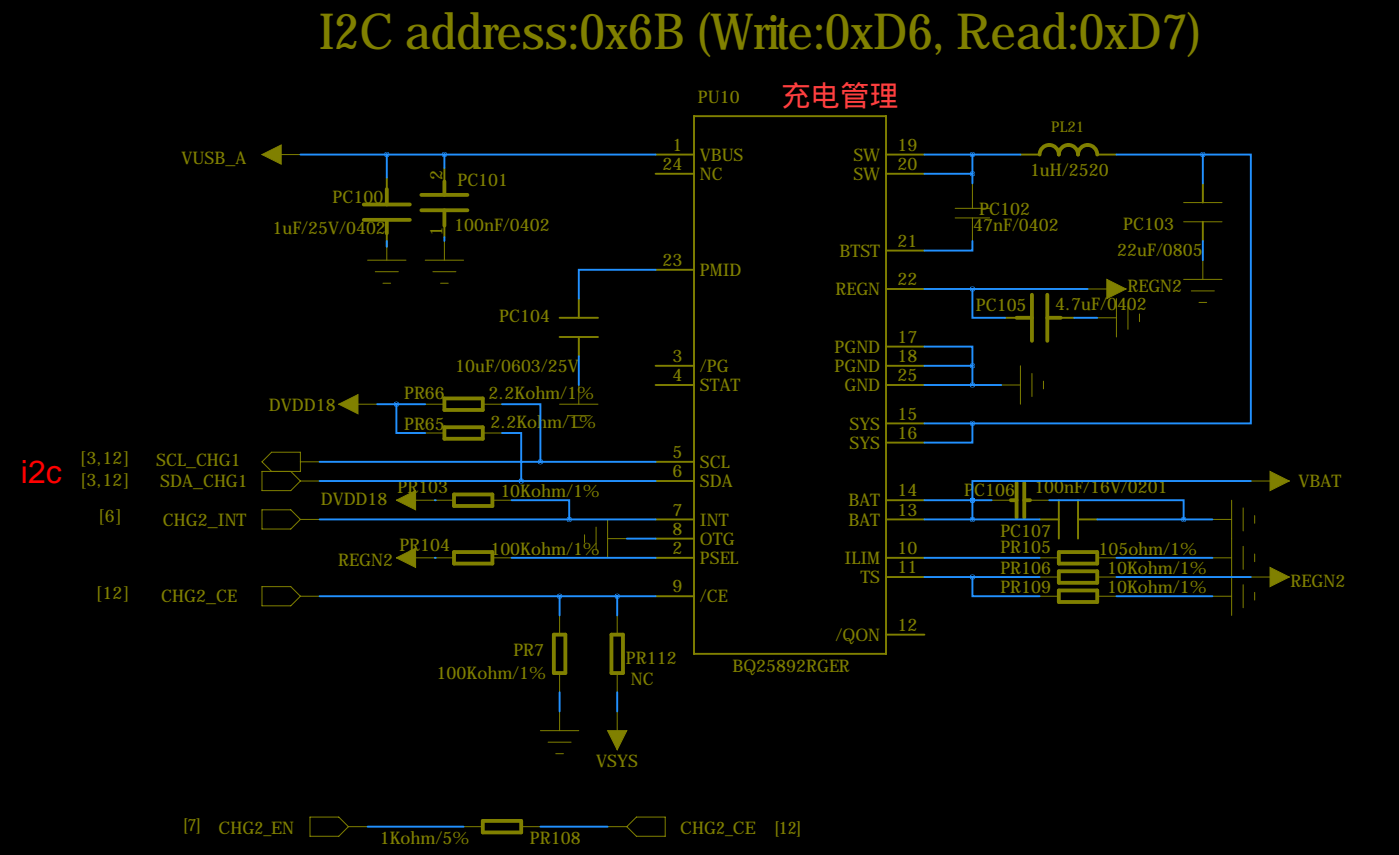 I2C address:0x6B (Write:0xD6, Read:0xD7)
PU10
充电管理
VUSB_A
1
VBUS
24
NC
PC100
1uF/25V/0402
2
PC101
1
100nF/0402
23
PMID
PC104
10uF/0603/25V
3
/PG
4
STAT
DVDD18
PR66
2.2Kohm/1%
PR65
2.2Kohm/1%
i2c
[3,12]
SCL_CHG1
5
SCL
[3,12]
SDA_CHG1
6
SDA
DVDD18
PR103
10Kohm/1%
[6]
CHG2_INT
7
INT
8
OTG
REGN2
PR104
100Kohm/1%
2
PSEL
[12]
CHG2_CE
9
/CE
PR7
100Kohm/1%
PR112
NC
VSYS
SW
19
SW
20
PL21
1uH/2520
PC102
47nF/0402
PC103
22uF/0805
BTST
21
REGN
22
REGN2
PC105
4.7uF/0402
PGND
17
PGND
18
GND
25
SYS
15
SYS
16
VBAT
BAT
14
PC106
100nF/16V/0201
BAT
13
PC107
ILIM
10
PR105
105ohm/1%
TS
11
PR106
10Kohm/1%
REGN2
PR109
10Kohm/1%
/QON
12
BQ25892RGER
[7]
CHG2_EN
1Kohm/5%
PR108
CHG2_CE
[12]